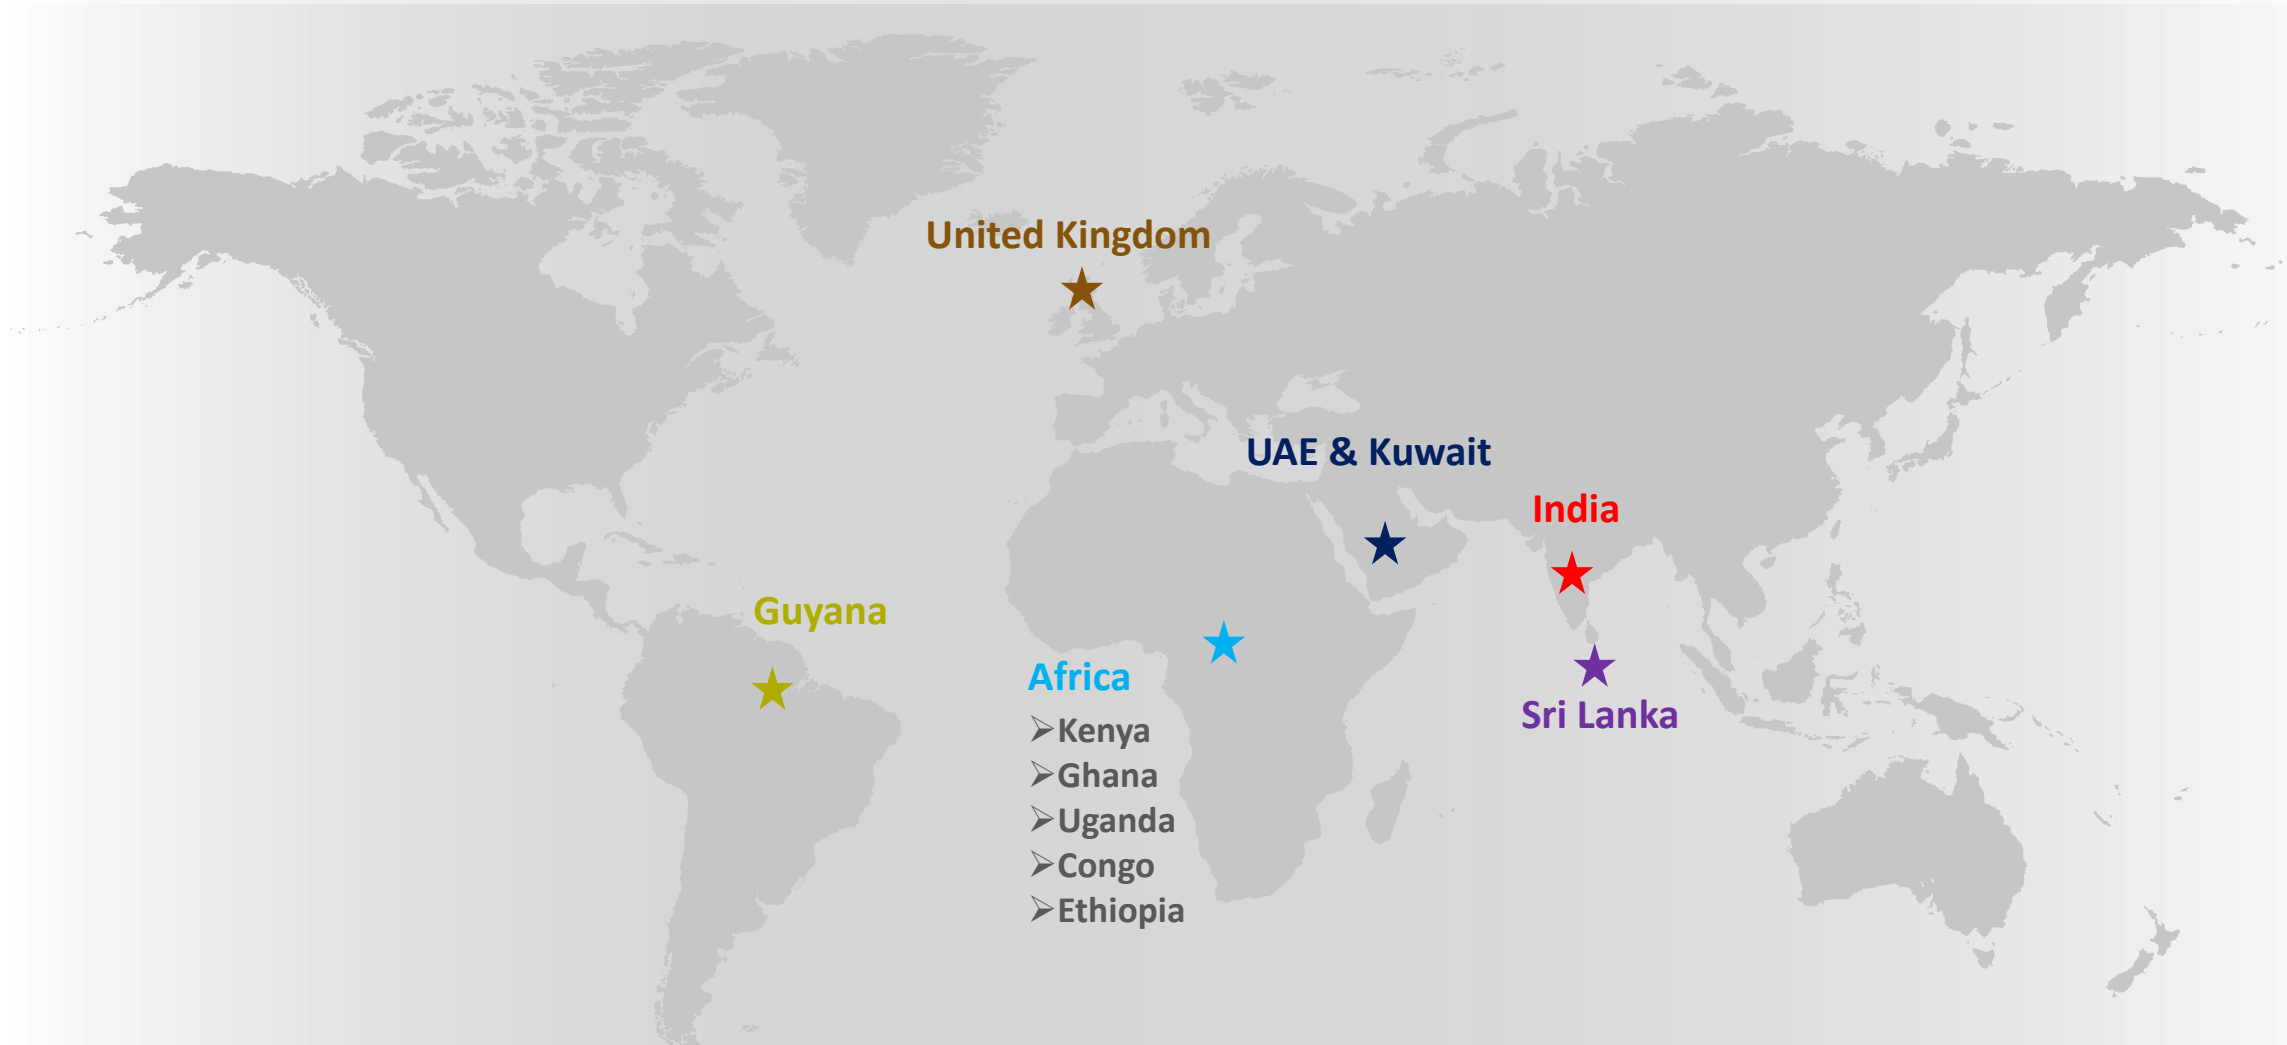 United Kingdom
UAE & Kuwait
India
Guyana
Africa
➢Kenya
➢Ghana
➢Uganda
➢Congo
➢Ethiopia
Sri Lanka